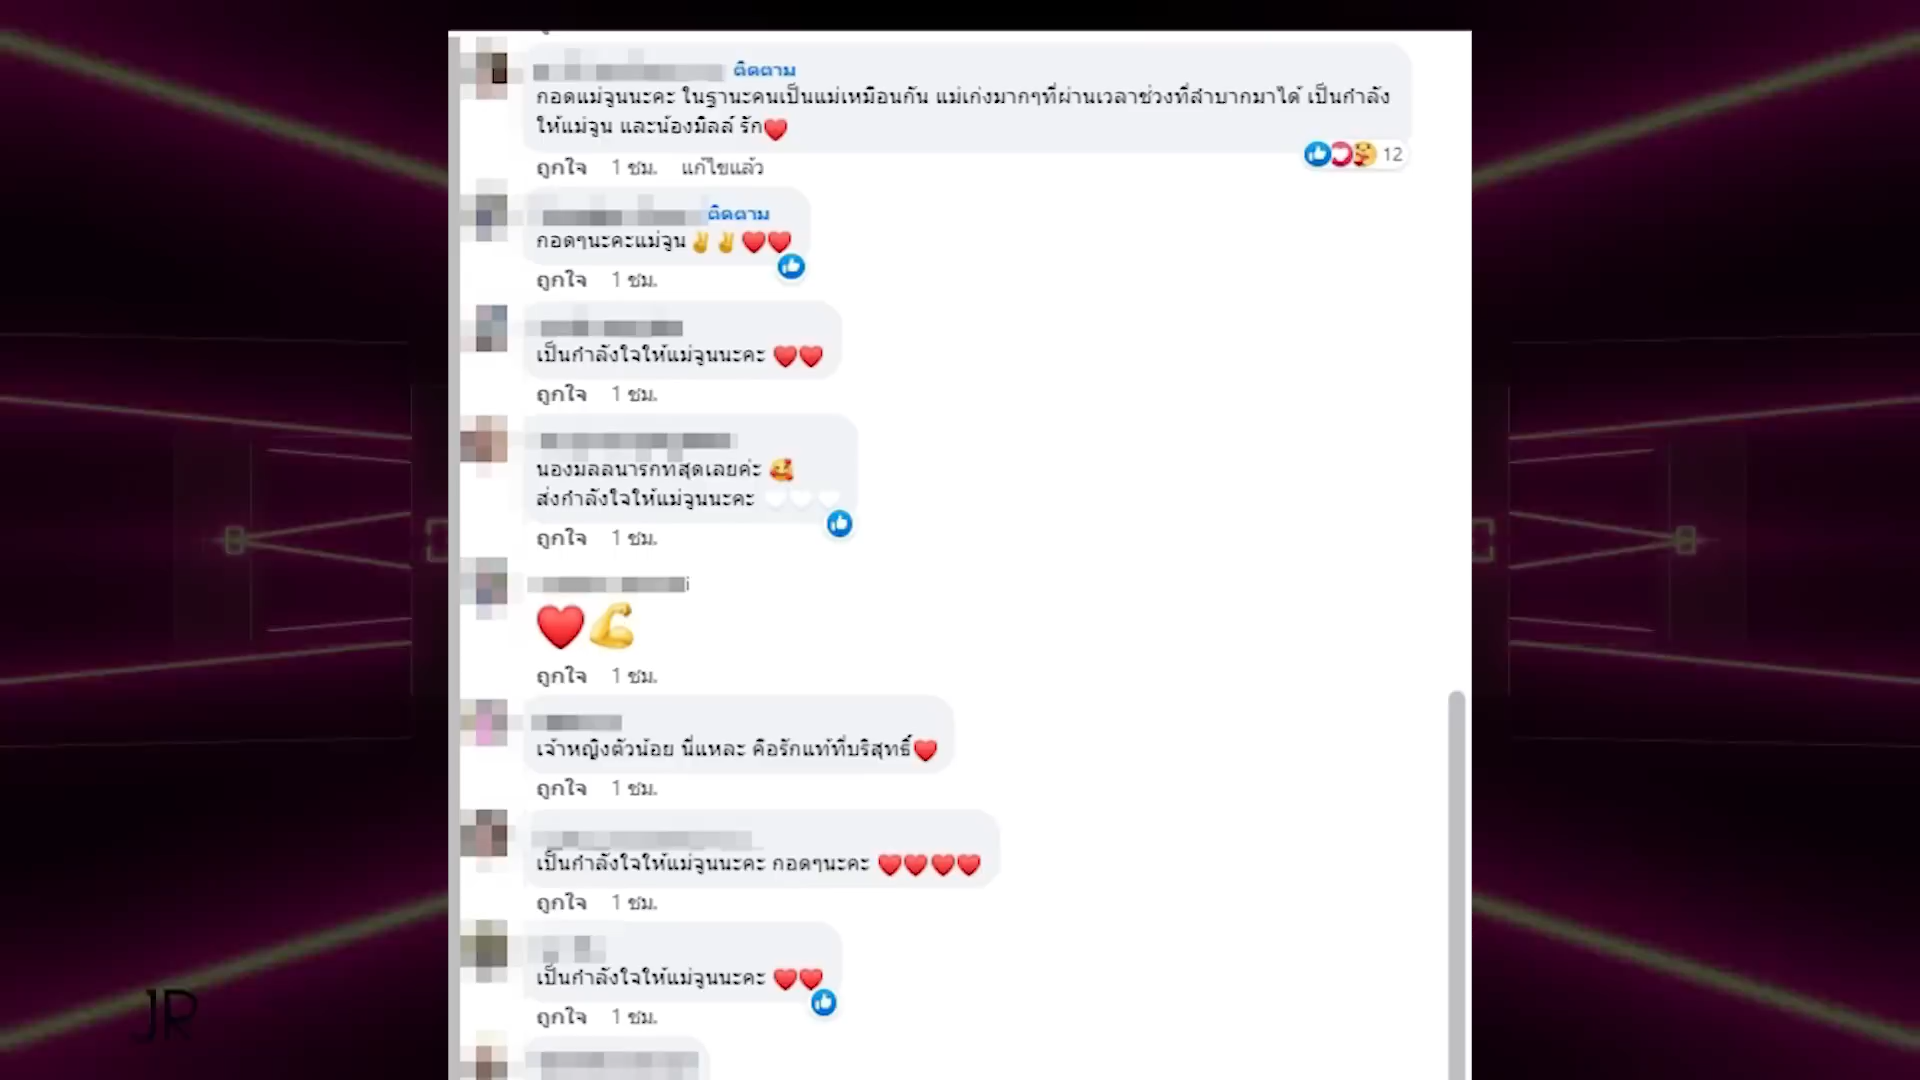 ติดตาม
กอดแม่จูนนะคะ ในฐานะคนเป็นแม่เหมือนกัน แม่เก่งมากๆที่ผ่านเวลาช่วงที่ลำบากมาได้ เป็นกำลัง
ให้แม่จูน และน้องมิลล์ รัก❤️
12
ถูกใจ 1 ชม. แก้ไขแล้ว
ติดตาม
กอดๆนะคะแม่จูน✌️✌️❤️❤️
ถูกใจ 1 ชม.
เป็นกำลังใจให้แม่จูนนะคะ ❤️❤️
ถูกใจ 1 ชม.
นองมลลนารกทสุดเลยค่ะ 🥰
ส่งกำลังใจให้แม่จูนนะคะ 🤍🤍🤍
ถูกใจ 1 ชม.
❤️💪
ถูกใจ 1 ชม.
เจ้าหญิงตัวน้อย นี่แหละ คือรักแท้ที่บริสุทธิ์❤️
ถูกใจ 1 ชม.
เป็นกำลังใจให้แม่จูนนะคะ กอดๆนะคะ ❤️❤️❤️❤️
ถูกใจ 1 ชม.
เป็นกำลังใจให้แม่จูนนะคะ ❤️❤️
ถูกใจ 1 ชม.
JR